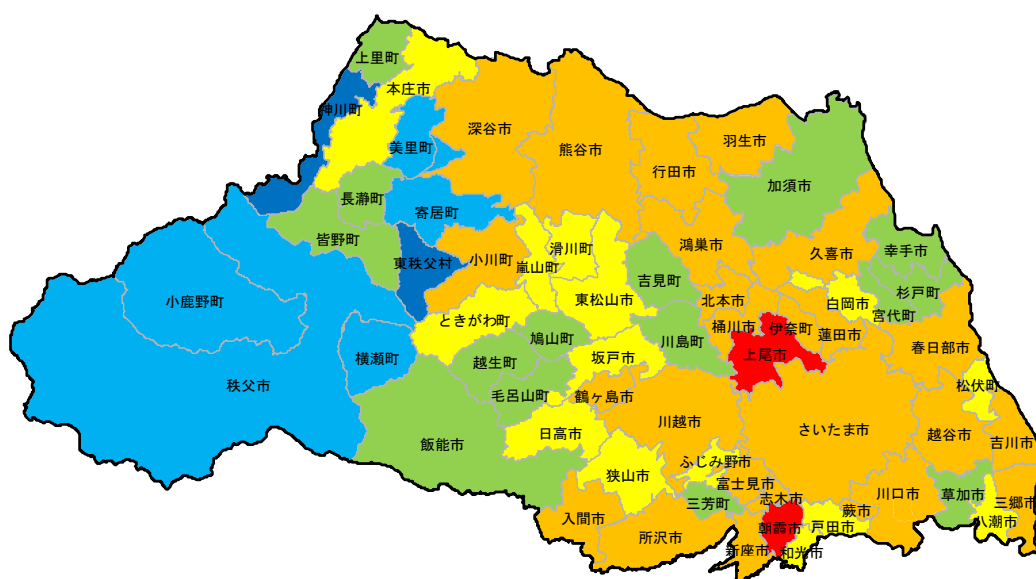 上里町
本庄市
神川町
深谷市
羽生市
美里町
熊谷市
行田市
加須市
長瀞町
寄居町
皆野町
滑川町
鴻巣市
久喜市
幸手市
東秩父村
小川町
嵐山町
吉見町
杉戸町
小鹿野町
東松山市
北本市
白岡市
宮代町
ときがわ町
桶川市
伊奈町
蓮田市
鳩山町
川島町
春日部市
横瀬町
越生町
坂戸市
上尾市
秩父市
毛呂山町
鶴ヶ島市
松伏町
川越市
さいたま市
飯能市
日高市
越谷市
吉川市
ふじみ野市
狭山市
富士見市
三芳町
志木市
川口市
草加市
三郷市
入間市
蕨市
所沢市
朝霞市
戸田市
八潮市
新座市
和光市